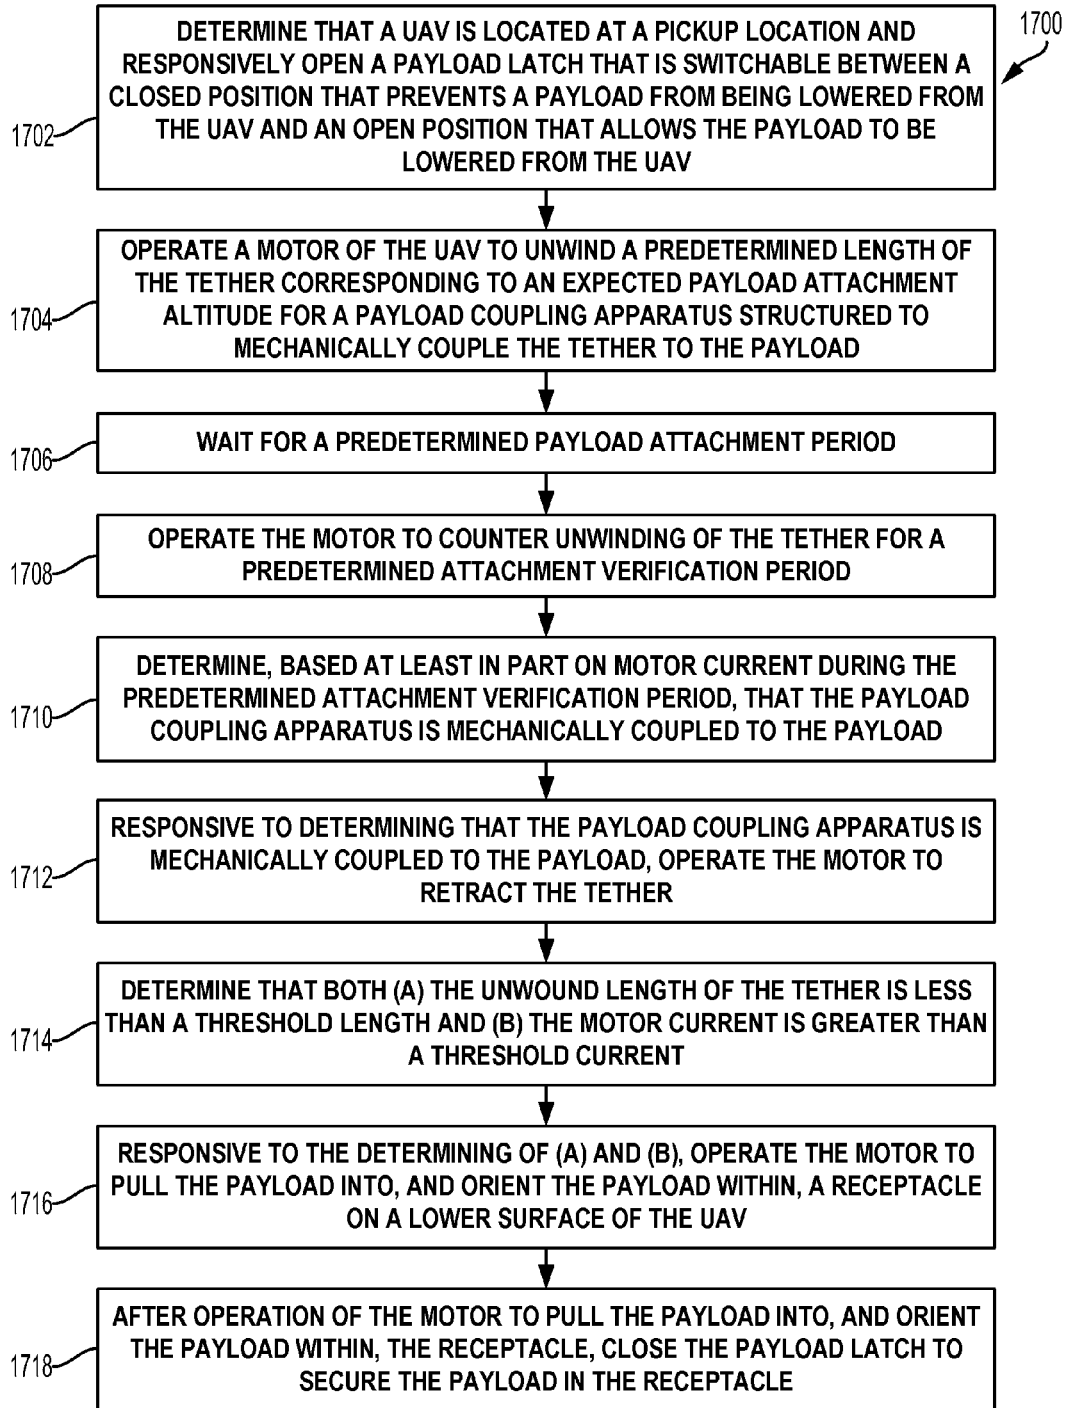 1700
DETERMINE THAT A UAV IS LOCATED AT A PICKUP LOCATION AND
RESPONSIVELY OPEN A PAYLOAD LATCH THAT IS SWITCHABLE BETWEEN A
CLOSED POSITION THAT PREVENTS A PAYLOAD FROM BEING LOWERED FROM
THE UAV AND AN OPEN POSITION THAT ALLOWS THE PAYLOAD TO BE
LOWERED FROM THE UAV
1702
OPERATE A MOTOR OF THE UAV TO UNWIND A PREDETERMINED LENGTH OF
THE TETHER CORRESPONDING TO AN EXPECTED PAYLOAD ATTACHMENT
ALTITUDE FOR A PAYLOAD COUPLING APPARATUS STRUCTURED TO
MECHANICALLY COUPLE THE TETHER TO THE PAYLOAD
1704
WAIT FOR A PREDETERMINED PAYLOAD ATTACHMENT PERIOD
1706
OPERATE THE MOTOR TO COUNTER UNWINDING OF THE TETHER FOR A
PREDETERMINED ATTACHMENT VERIFICATION PERIOD
1708
DETERMINE, BASED AT LEAST IN PART ON MOTOR CURRENT DURING THE
PREDETERMINED ATTACHMENT VERIFICATION PERIOD, THAT THE PAYLOAD
COUPLING APPARATUS IS MECHANICALLY COUPLED TO THE PAYLOAD
1710
RESPONSIVE TO DETERMINING THAT THE PAYLOAD COUPLING APPARATUS IS
MECHANICALLY COUPLED TO THE PAYLOAD, OPERATE THE MOTOR TO
RETRACT THE TETHER
1712
DETERMINE THAT BOTH (A) THE UNWOUND LENGTH OF THE TETHER IS LESS
THAN A THRESHOLD LENGTH AND (B) THE MOTOR CURRENT IS GREATER THAN
A THRESHOLD CURRENT
1714
RESPONSIVE TO THE DETERMINING OF (A) AND (B), OPERATE THE MOTOR TO
PULL THE PAYLOAD INTO, AND ORIENT THE PAYLOAD WITHIN, A RECEPTACLE
ON A LOWER SURFACE OF THE UAV
1716
AFTER OPERATION OF THE MOTOR TO PULL THE PAYLOAD INTO, AND ORIENT
THE PAYLOAD WITHIN, THE RECEPTACLE, CLOSE THE PAYLOAD LATCH TO
SECURE THE PAYLOAD IN THE RECEPTACLE
1718